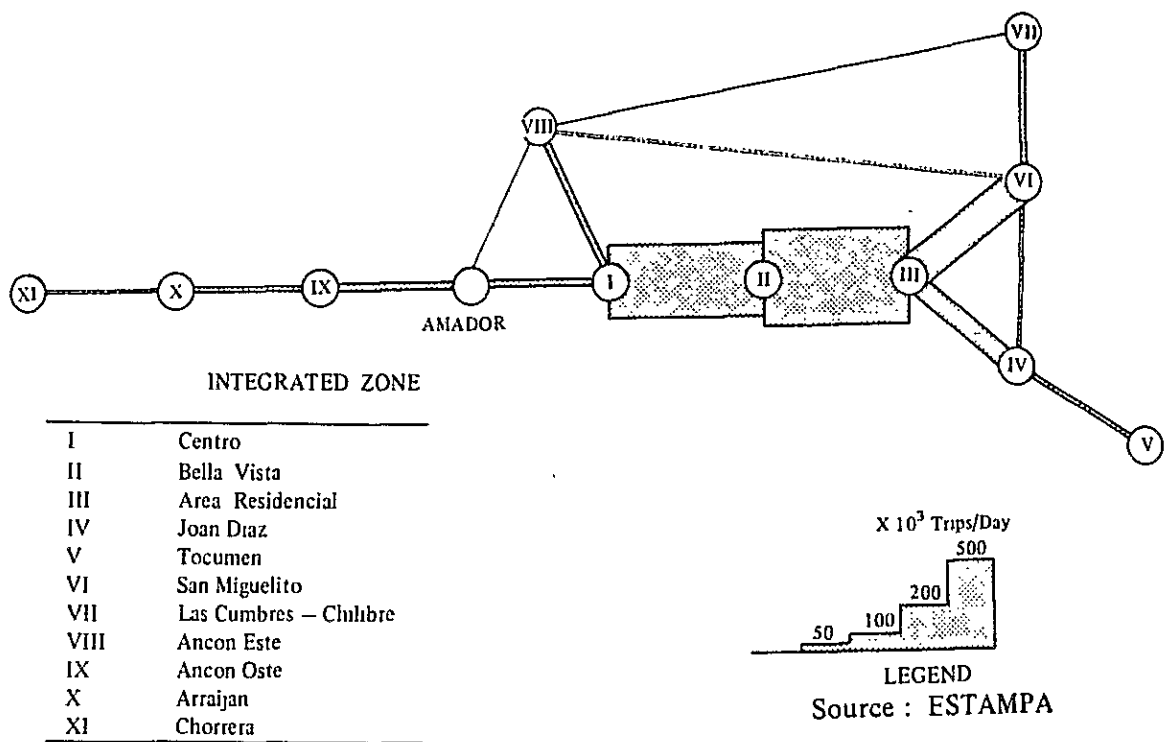 VII
VIII
VI
XI
X
IX
I
II
III
AMADOR
IV
V
INTEGRATED ZONE
I Centro
II Bella Vista
III Area Residencial
IV Joan Diaz
V Tocumen
VI San Miguelito
VII Las Cumbres – Chilibre
VIII Ancon Este
IX Ancon Oste
X Arraijan
XI Chorrera
X 10³ Trips/Day
500
200
100
50
LEGEND
Source : ESTAMPA